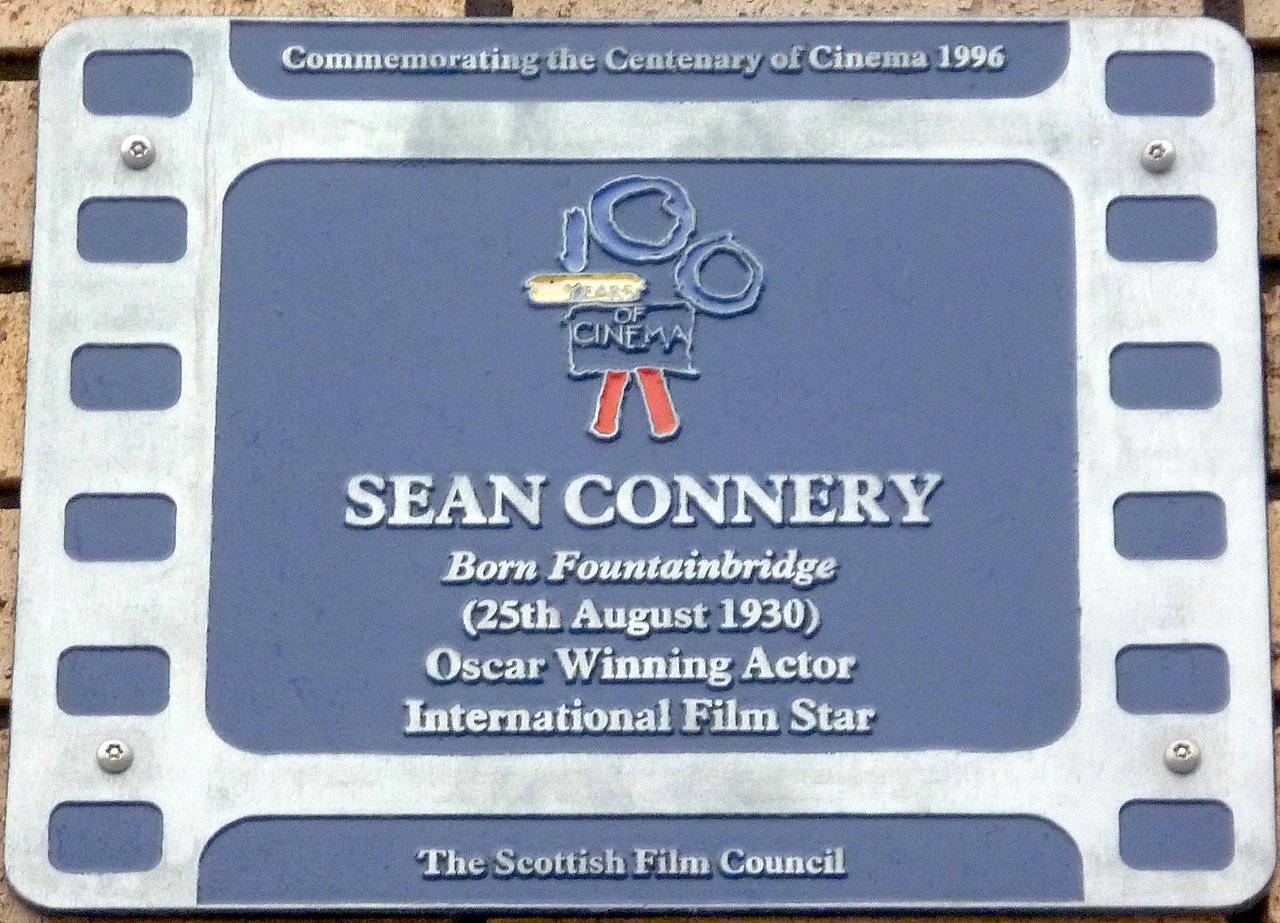 Commemorating the Centenary of Cinema 1996
100
YEARS
OF
CINEMA
SEAN CONNERY
Born Fountainbridge
(25th August 1930)
Oscar Winning Actor
International Film Star
The Scottish Film Council